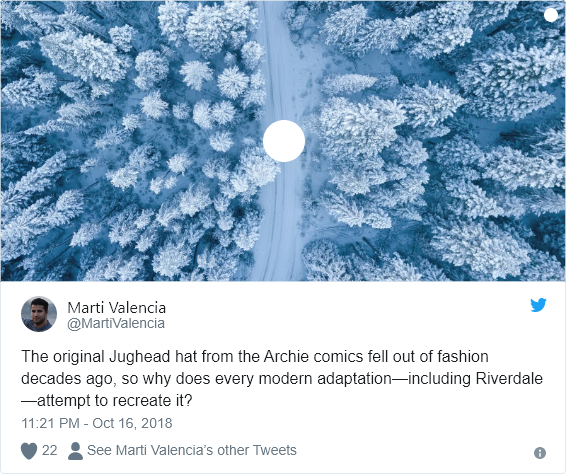 Marti Valencia
@MartiValencia
The original Jughead hat from the Archie comics fell out of fashion
decades ago, so why does every modern adaptation—including Riverdale
—attempt to recreate it?
11:21 PM - Oct 16, 2018
22 See Marti Valencia's other Tweets